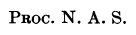 Proc. N. A. S.